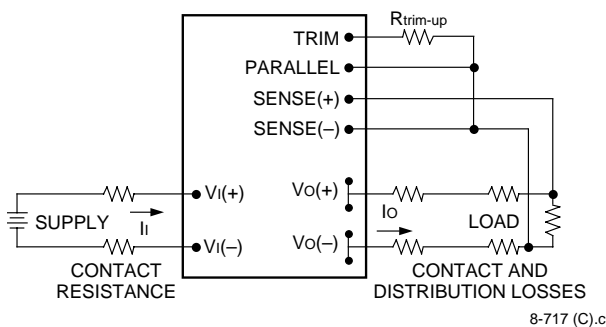 TRIM
Rtrim-up
PARALLEL
SENSE(+)
SENSE(–)
VI(+)
VO(+)
SUPPLY
II
IO
LOAD
VI(–)
VO(–)
CONTACT
RESISTANCE
CONTACT AND
DISTRIBUTION LOSSES
8-717 (C).c